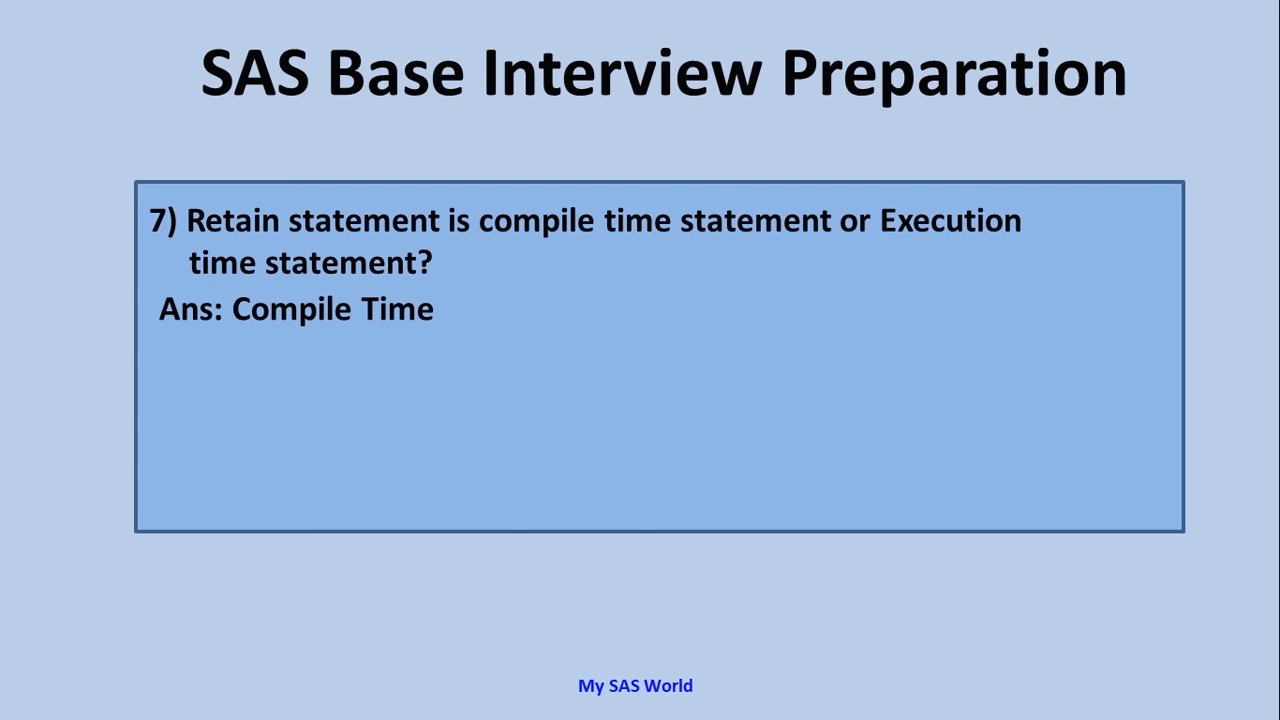 SAS Base Interview Preparation
7) Retain statement is compile time statement or Execution
time statement?
Ans: Compile Time
My SAS World